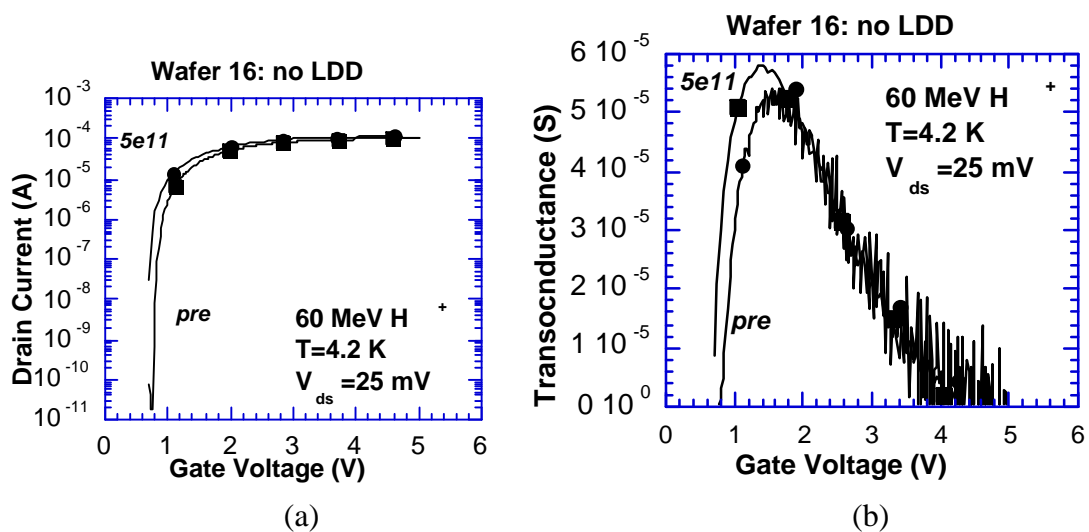 Wafer 16: no LDD
Drain Current (A)
10 -3
10 -4
10 -5
10 -6
10 -7
10 -8
10 -9
10 -10
10 -11
5e11
pre
60 MeV H +
T=4.2 K
V ds =25 mV
0 1 2 3 4 5 6
Gate Voltage (V)
(a)
Wafer 16: no LDD
Transocnductance (S)
6 10 -5
5 10 -5
4 10 -5
3 10 -5
2 10 -5
1 10 -5
0 10 0
5e11
pre
60 MeV H +
T=4.2 K
V ds =25 mV
0 1 2 3 4 5 6
Gate Voltage (V)
(b)